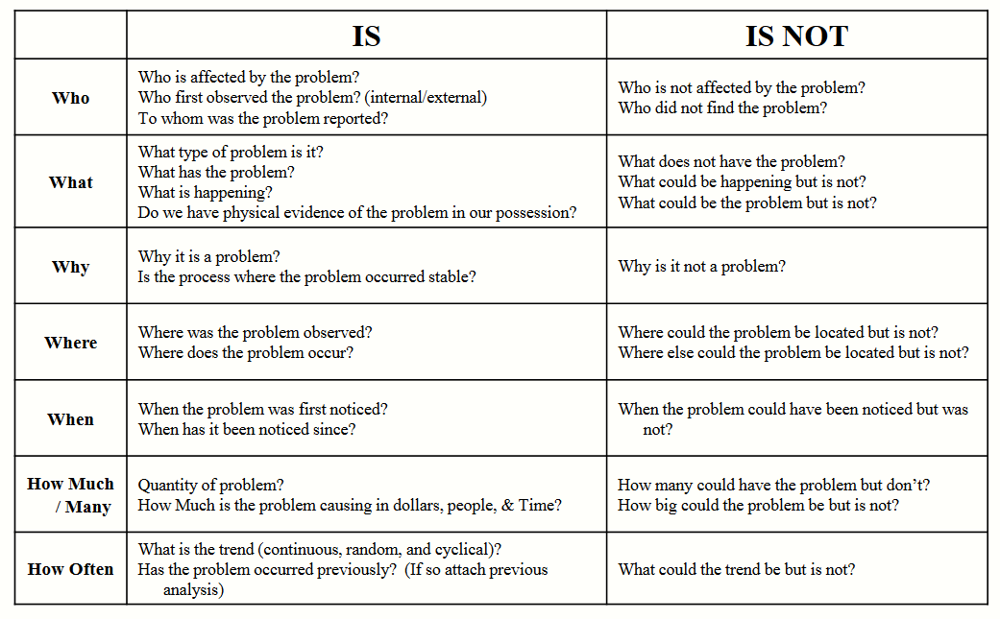 IS
IS NOT
Who
Who is affected by the problem?
Who first observed the problem? (internal/external)
To whom was the problem reported?
Who is not affected by the problem?
Who did not find the problem?
What
What type of problem is it?
What has the problem?
What is happening?
Do we have physical evidence of the problem in our possession?
What does not have the problem?
What could be happening but is not?
What could be the problem but is not?
Why
Why it is a problem?
Is the process where the problem occurred stable?
Why is it not a problem?
Where
Where was the problem observed?
Where does the problem occur?
Where could the problem be located but is not?
Where else could the problem be located but is not?
When
When the problem was first noticed?
When has it been noticed since?
When the problem could have been noticed but was
not?
How Much
/ Many
Quantity of problem?
How Much is the problem causing in dollars, people, & Time?
How many could have the problem but don’t?
How big could the problem be but is not?
How Often
What is the trend (continuous, random, and cyclical)?
Has the problem occurred previously?  (If so attach previous
analysis)
What could the trend be but is not?